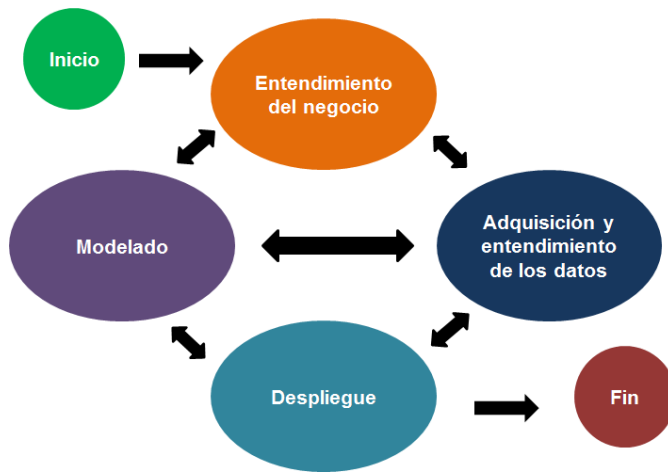 Inicio
Entendimiento
del negocio
Modelado
Adquisición y
entendimiento
de los datos
Despliegue
Fin